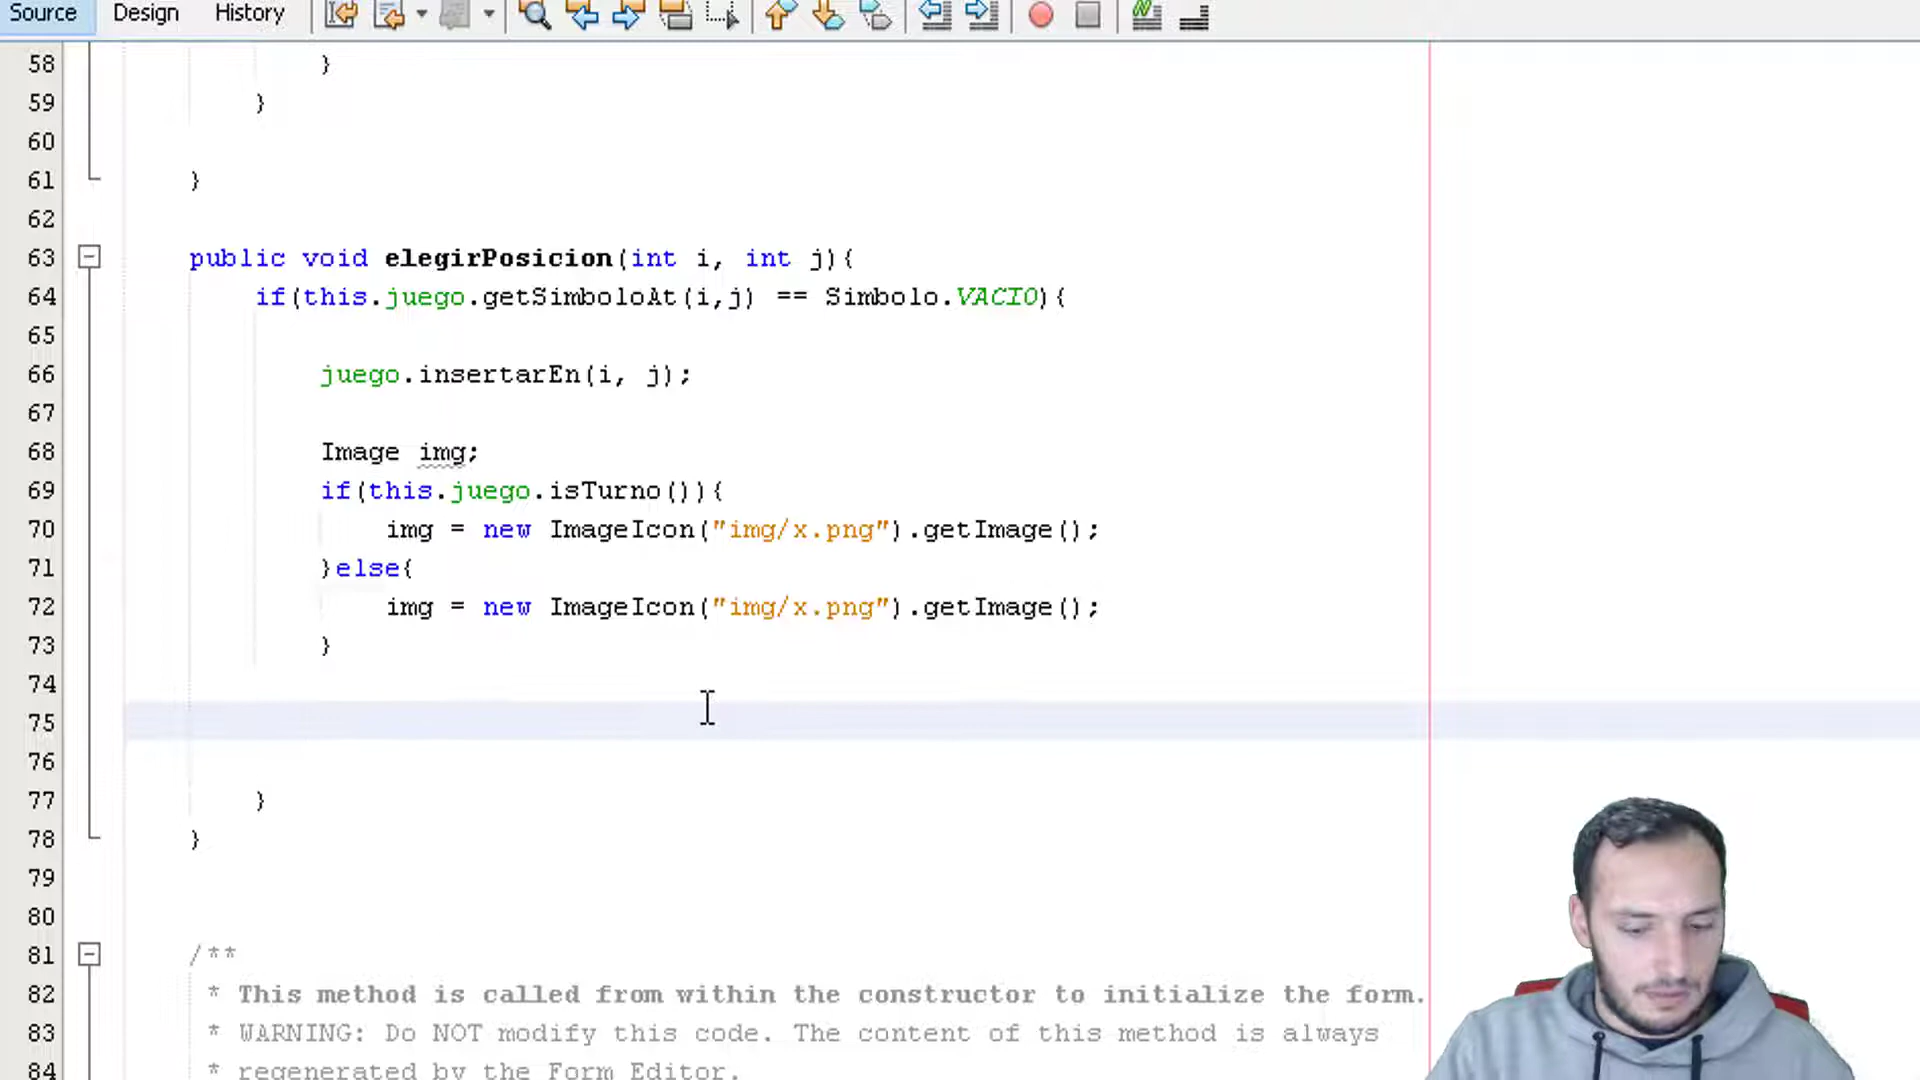 Source Design History
58 }
59 }
60
61 }
62
63 public void elegirPosicion(int i, int j){
64 if(this.juego.getSimboloAt(i,j) == Simbolo.VACIO){
65
66 juego.insertarEn(i, j);
67
68 Image img;
69 if(this.juego.isTurno()){
70 img = new ImageIcon("img/x.png").getImage();
71 }else{
72 img = new ImageIcon("img/x.png").getImage();
73 }
74
75
76
77 }
78 }
79
80
81 /**
82 * This method is called from within the constructor to initialize the form.
83 * WARNING: Do NOT modify this code. The content of this method is always
84 * regenerated by the Form Editor.